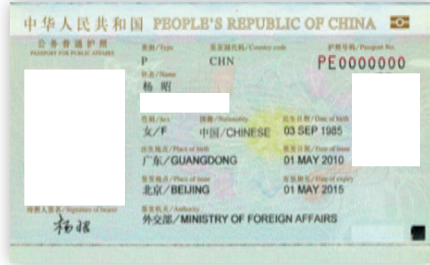 中华人民共和国 PEOPLE'S REPUBLIC OF CHINA
公务普通护照
PASSPORT FOR PUBLIC AFFAIRS
类型/Type
国家码/Country code
护照号码/Passport No.
P
CHN
PE0000000
姓名/Name
杨 昭
性别/Sex
国籍/Nationality
出生日期/Date of birth
女/F
中国/CHINESE
03 SEP 1985
出生地点/Place of birth
签发日期/Date of issue
广东/GUANGDONG
01 MAY 2010
签发地点/Place of issue
有效期至/Date of expiry
北京/BEIJING
01 MAY 2015
持照人签名/Signature of bearer
签发机关/Authority
外交部/MINISTRY OF FOREIGN AFFAIRS